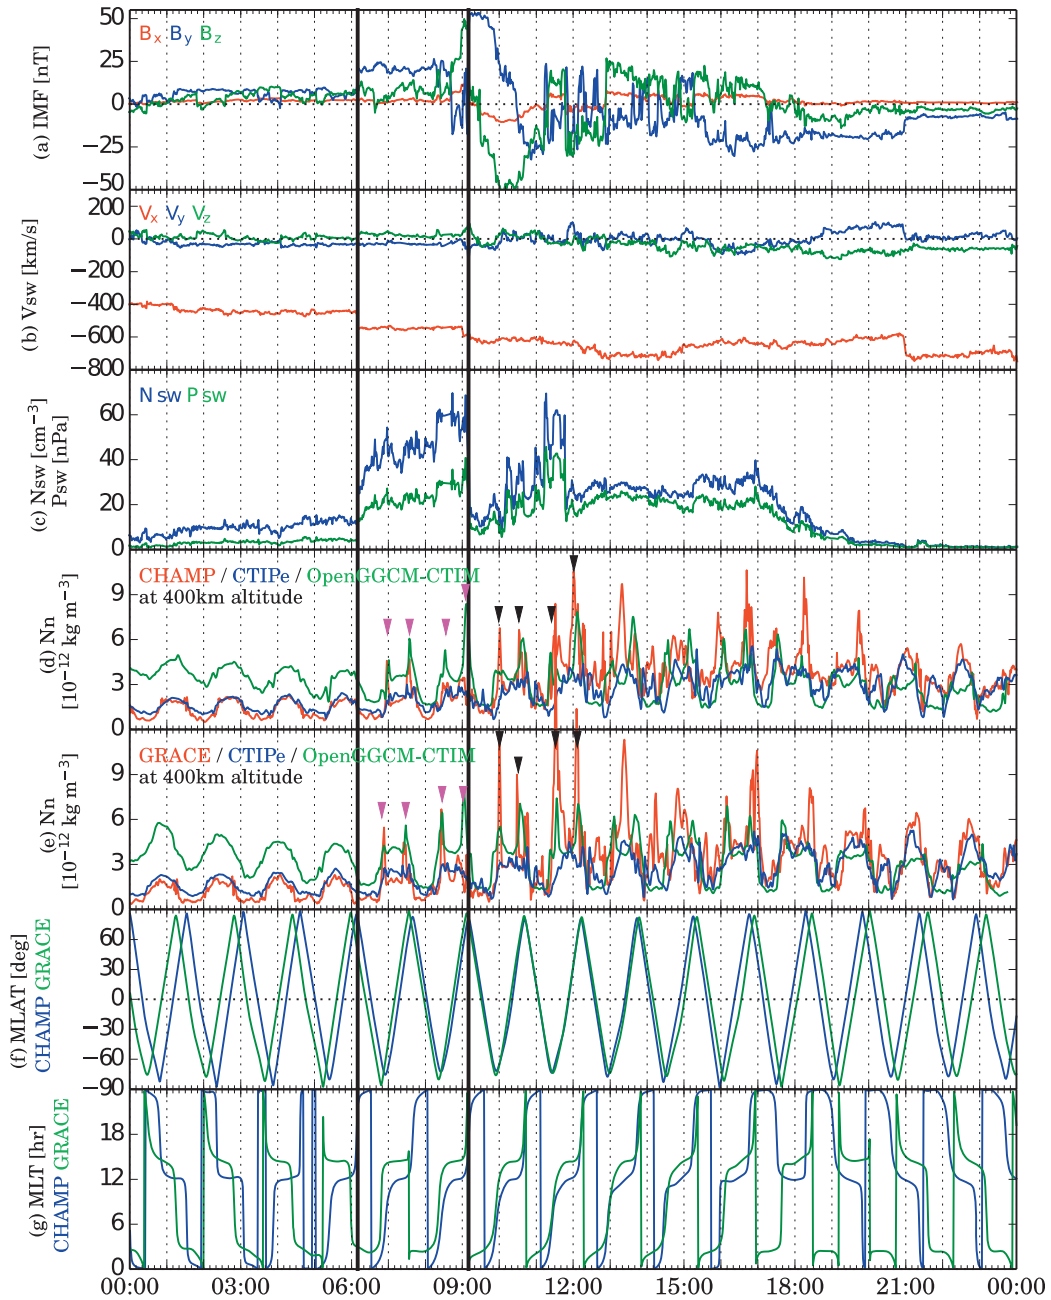 (a) IMF [nT]
Bx By Bz
50
25
0
−25
−50
(b) Vsw [km/s]
Vx Vy Vz
200
0
−200
−400
−600
−800
(c) Nsw [cm−3]
Psw [nPa]
N sw P sw
60
40
20
0
(d) Nn
[10−12 kg m−3]
CHAMP / CTIPe / OpenGGCM-CTIM
at 400km altitude
9
6
3
0
(e) Nn
[10−12 kg m−3]
GRACE / CTIPe / OpenGGCM-CTIM
at 400km altitude
9
6
3
0
(f) MLAT [deg]
CHAMP GRACE
60
30
0
−30
−60
−90
(g) MLT [hr]
CHAMP GRACE
18
12
6
0
00:00 03:00 06:00 09:00 12:00 15:00 18:00 21:00 00:00